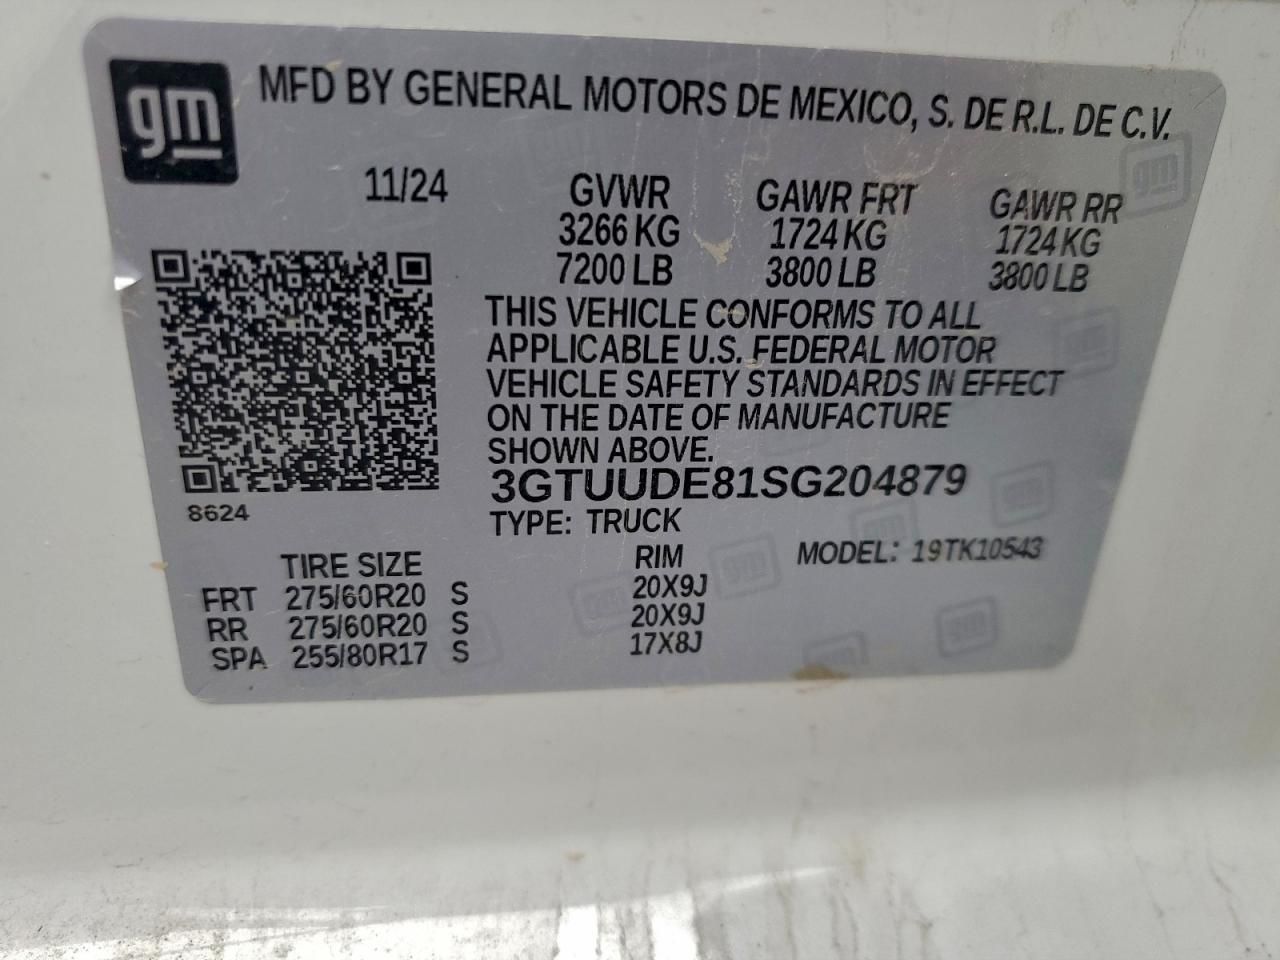 gm
MFD BY GENERAL MOTORS DE MEXICO, S. DE R.L. DE C.V.
11/24
GVWR
3266 KG
7200 LB
GAWR FRT
1724 KG
3800 LB
GAWR RR
1724 KG
3800 LB
THIS VEHICLE CONFORMS TO ALL
APPLICABLE U.S. FEDERAL MOTOR
VEHICLE SAFETY STANDARDS IN EFFECT
ON THE DATE OF MANUFACTURE
SHOWN ABOVE.
3GTUUDE81SG204879
8624
TYPE: TRUCK
MODEL: 19TK10543
TIRE SIZE RIM
FRT 275/60R20 S 20X9J
RR 275/60R20 S 20X9J
SPA 255/80R17 S 17X8J